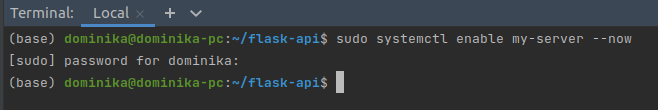 Terminal: Local × + ⌄
(base) dominika@dominika-pc:~/flask-api$ sudo systemctl enable my-server --now
[sudo] password for dominika:
(base) dominika@dominika-pc:~/flask-api$